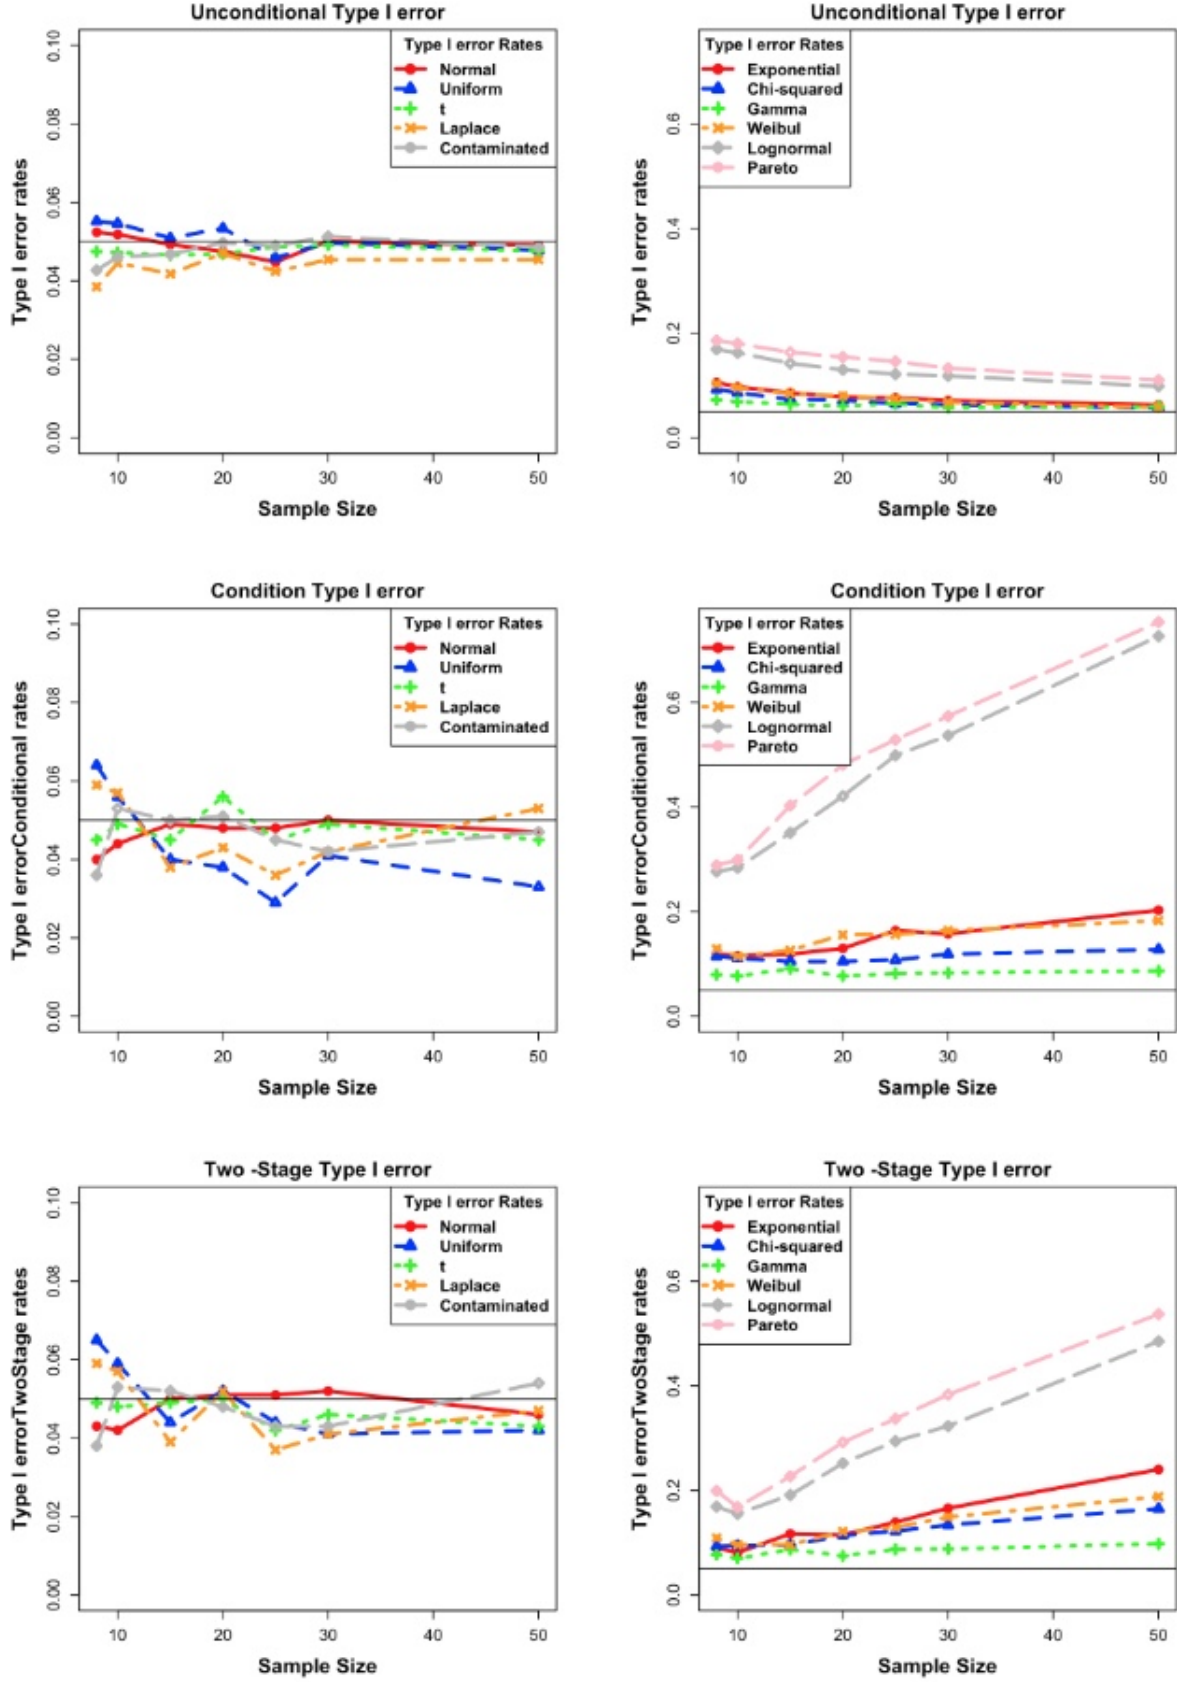 Unconditional Type I error
Type I error rates
0.00
0.02
0.04
0.06
0.08
0.10
Type I error Rates
Normal
Uniform
t
Laplace
Contaminated
10
20
30
40
50
Sample Size
Unconditional Type I error
Type I error rates
0.0
0.2
0.4
0.6
Type I error Rates
Exponential
Chi-squared
Gamma
Weibul
Lognormal
Pareto
10
20
30
40
50
Sample Size
Condition Type I error
Type I errorConditional rates
0.00
0.02
0.04
0.06
0.08
0.10
Type I error Rates
Normal
Uniform
t
Laplace
Contaminated
10
20
30
40
50
Sample Size
Condition Type I error
Type I errorConditional rates
0.0
0.2
0.4
0.6
Type I error Rates
Exponential
Chi-squared
Gamma
Weibul
Lognormal
Pareto
10
20
30
40
50
Sample Size
Two -Stage Type I error
Type I errorTwoStage rates
0.00
0.02
0.04
0.06
0.08
0.10
Type I error Rates
Normal
Uniform
t
Laplace
Contaminated
10
20
30
40
50
Sample Size
Two -Stage Type I error
Type I errorTwoStage rates
0.0
0.2
0.4
0.6
Type I error Rates
Exponential
Chi-squared
Gamma
Weibul
Lognormal
Pareto
10
20
30
40
50
Sample Size